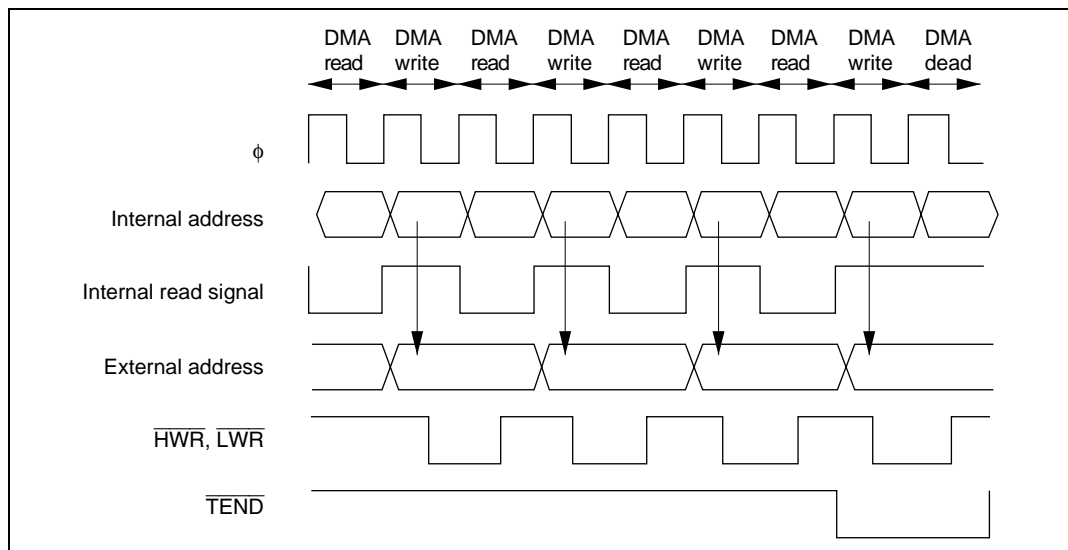 DMA DMA DMA DMA DMA DMA DMA DMA DMA
read write read write read write read write dead
ϕ
Internal address
Internal read signal
External address
HWR, LWR
TEND